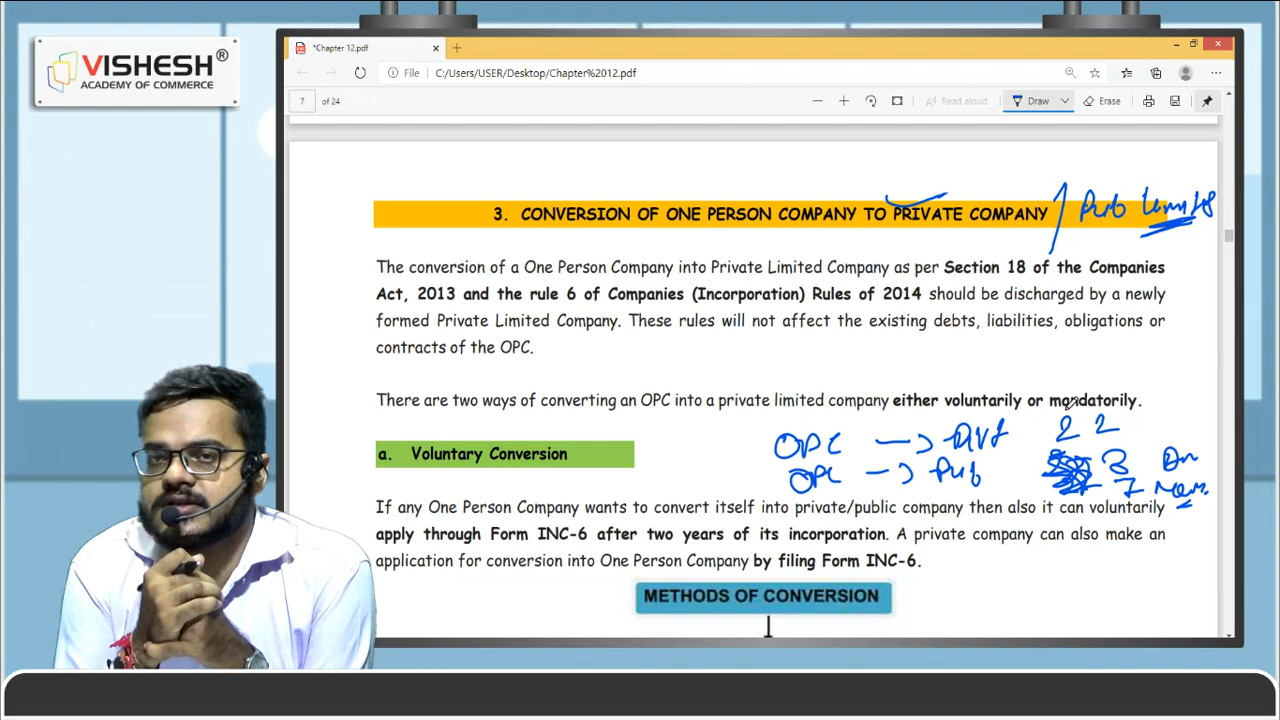 VISHESH®
ACADEMY OF COMMERCE
*Chapter 12.pdf
File C:/Users/USER/Desktop/Chapter%2012.pdf
7 of 24
Read aloud
Draw
Erase
3. CONVERSION OF ONE PERSON COMPANY TO PRIVATE COMPANY
Pub
The conversion of a One Person Company into Private Limited Company as per Section 18 of the Companies
Act, 2013 and the rule 6 of Companies (Incorporation) Rules of 2014 should be discharged by a newly
formed Private Limited Company. These rules will not affect the existing debts, liabilities, obligations or
contracts of the OPC.
There are two ways of converting an OPC into a private limited company either voluntarily or mandatorily.
OPC → Pvt 2 2
OPC → Pub 3
7
a. Voluntary Conversion
If any One Person Company wants to convert itself into private/public company then also it can voluntarily
apply through Form INC-6 after two years of its incorporation. A private company can also make an
application for conversion into One Person Company by filing Form INC-6.
METHODS OF CONVERSION